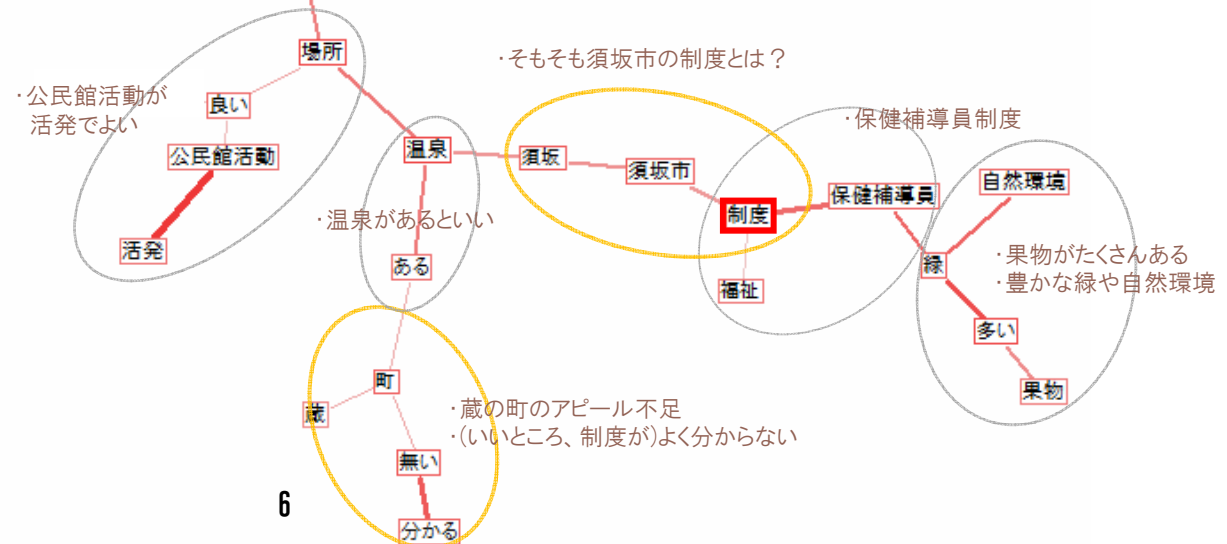 場所
・そもそも須坂市の制度とは？
・公民館活動が
活発でよい
良い
・保健補導員制度
公民館活動
温泉
須坂
須坂市
自然環境
保健補導員
制度
・温泉があるといい
活発
ある
緑
・果物がたくさんある
・豊かな緑や自然環境
福祉
多い
町
果物
蔵
・蔵の町のアピール不足
・(いいところ、制度が)よく分からない
無い
6
分かる